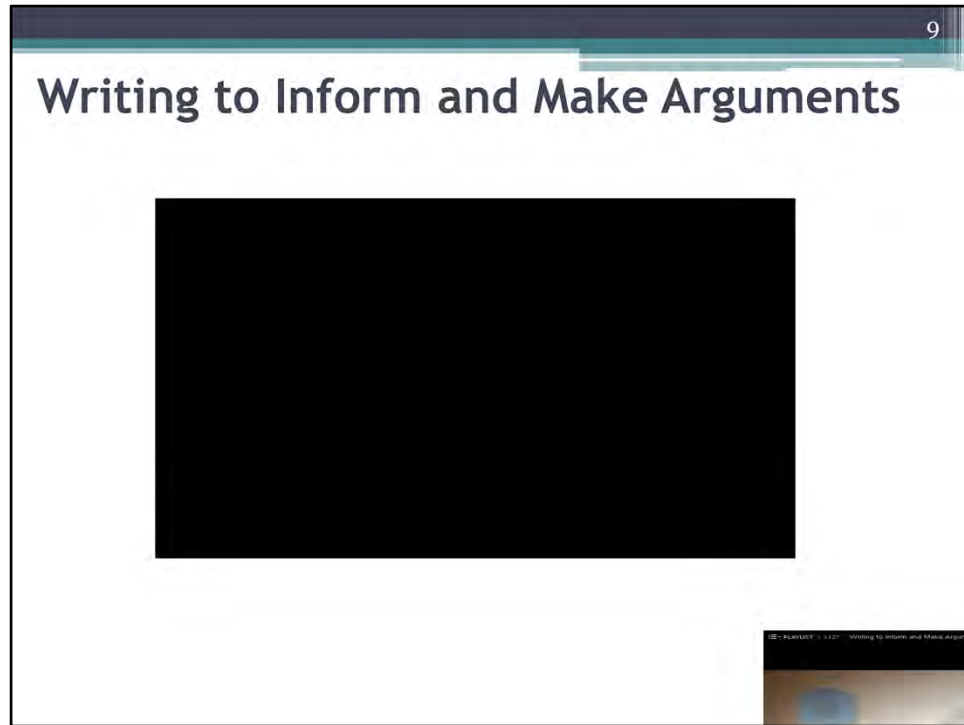 9
Writing to Inform and Make Arguments
PLAYLIST
Writing to Inform and Make Argu